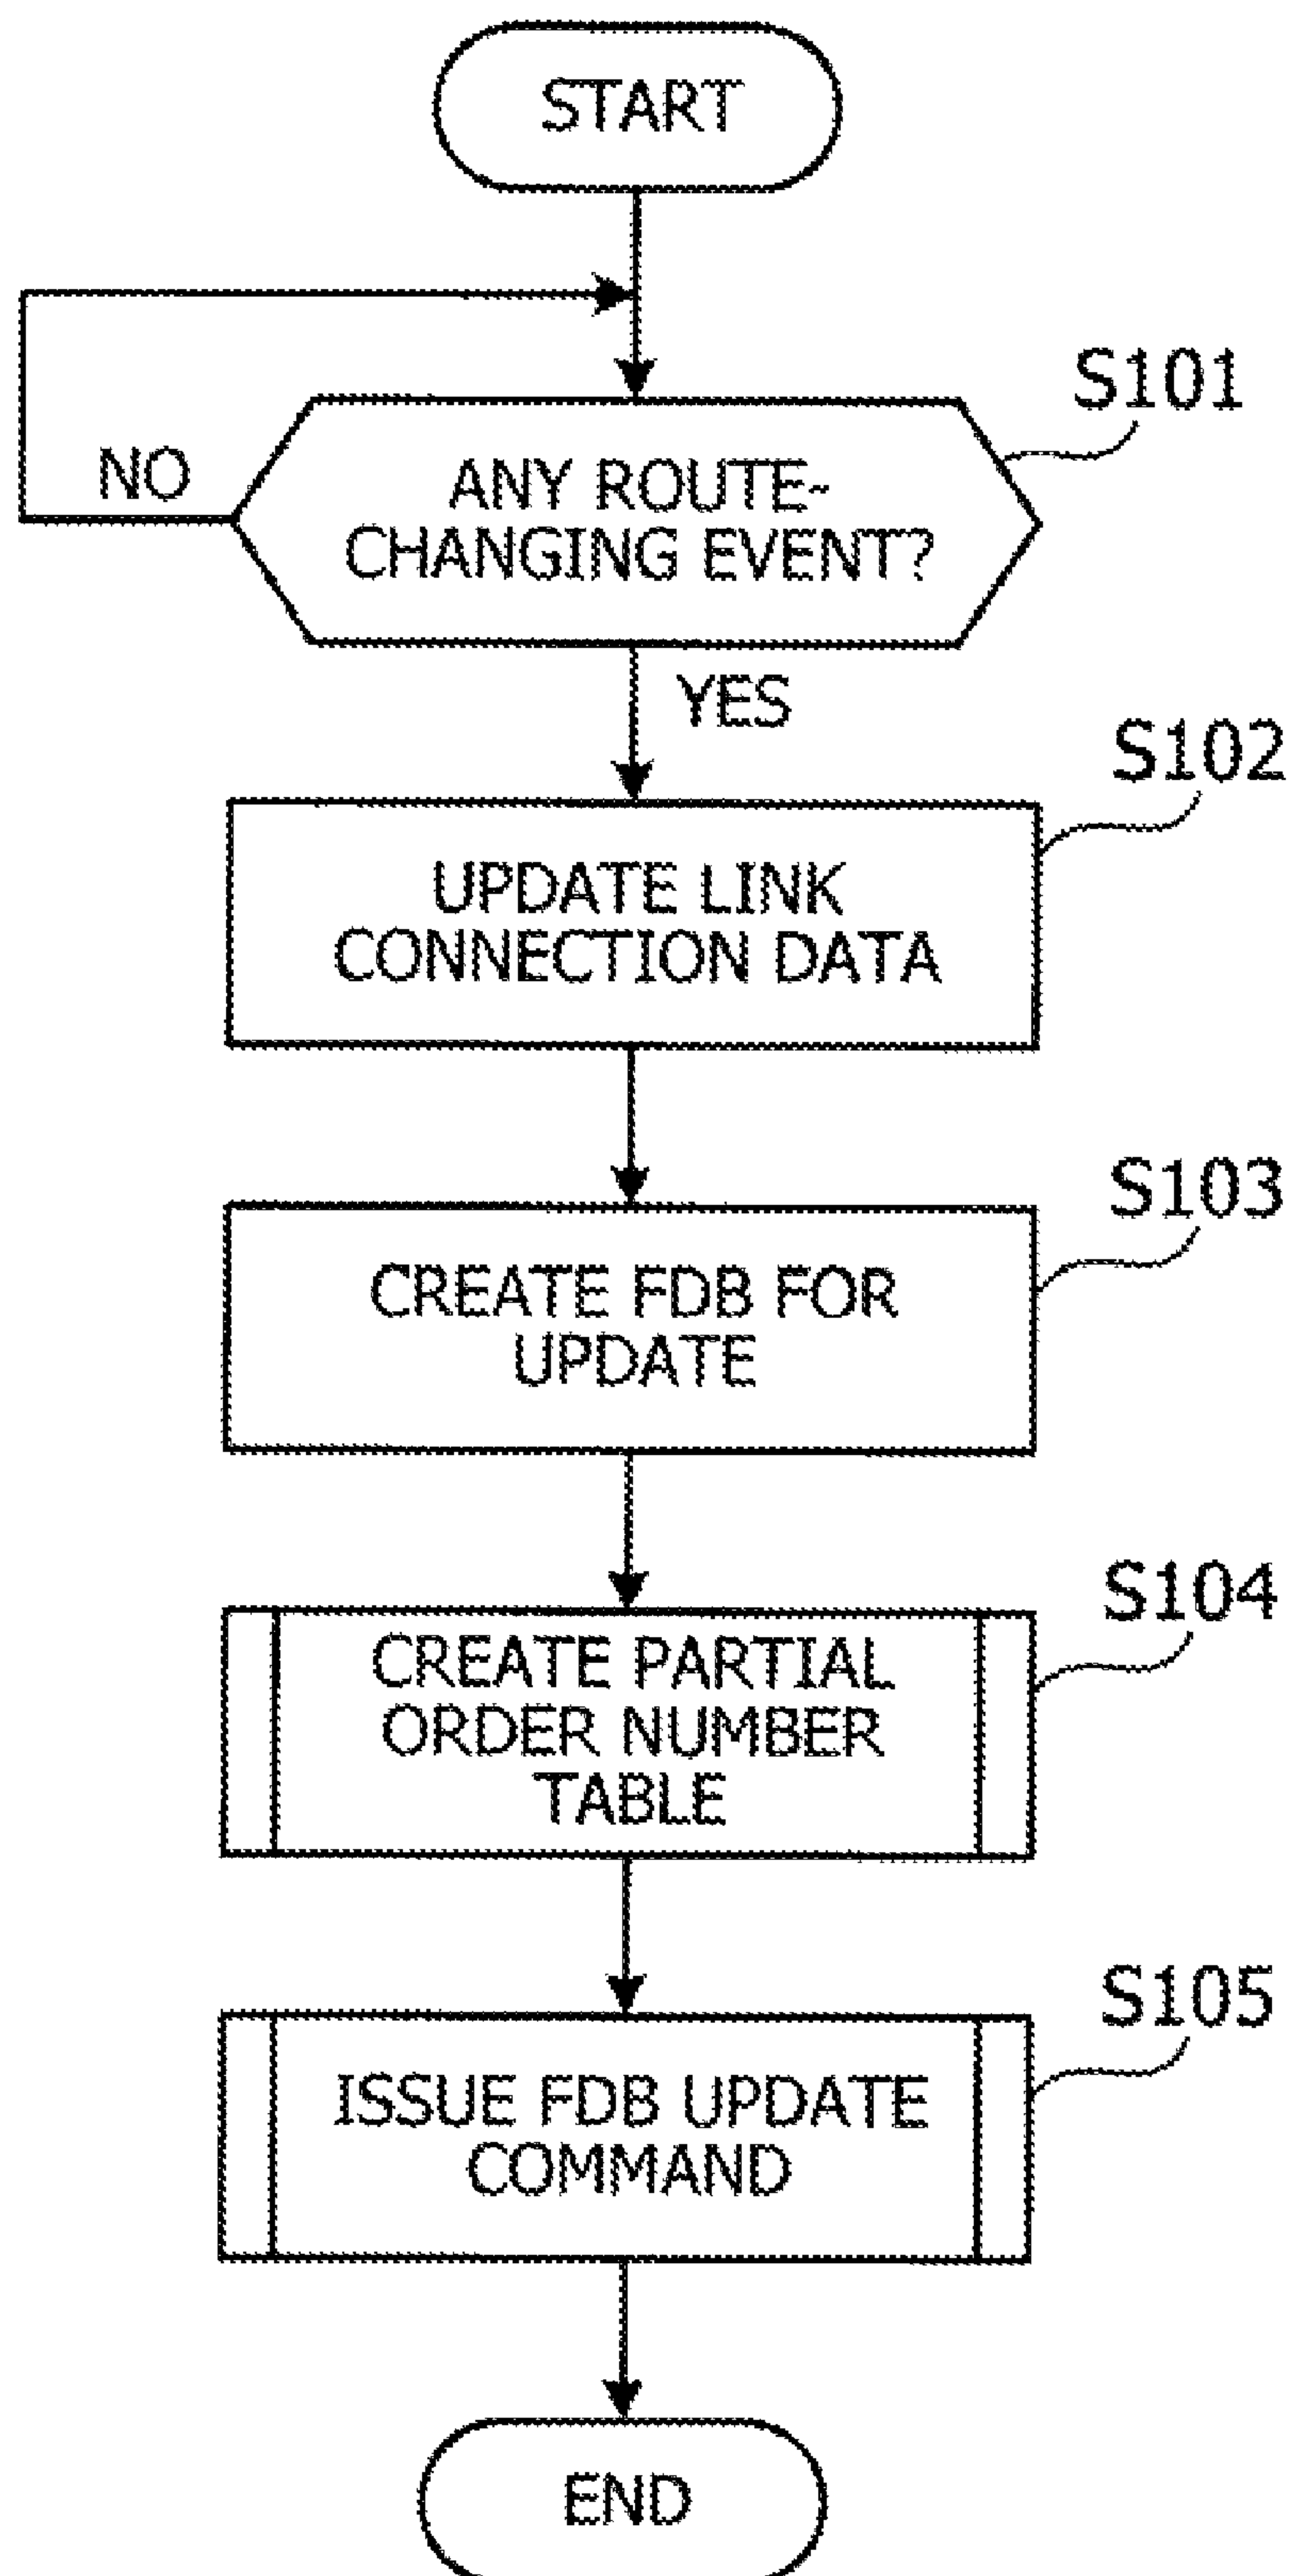 START
S101
NO
ANY ROUTE-
CHANGING EVENT?
YES
S102
UPDATE LINK
CONNECTION DATA
S103
CREATE FDB FOR
UPDATE
S104
CREATE PARTIAL
ORDER NUMBER
TABLE
S105
ISSUE FDB UPDATE
COMMAND
END